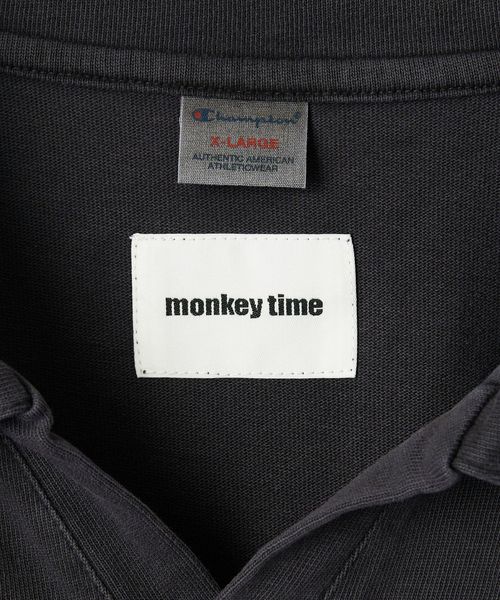 Champion
X-LARGE
AUTHENTIC AMERICAN
ATHLETICWEAR
monkey time